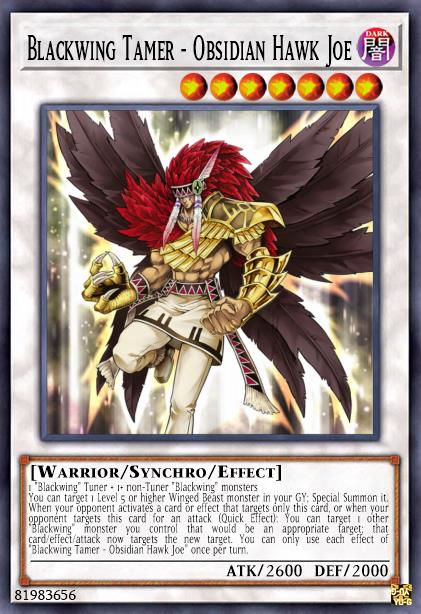 Blackwing Tamer - Obsidian Hawk Joe
DARK
闇
[Warrior/Synchro/Effect]
1 "Blackwing" Tuner + 1+ non-Tuner "Blackwing" monsters
You can target 1 Level 5 or higher Winged Beast monster in your GY; Special Summon it.
When your opponent activates a card or effect that targets only this card, or when your
opponent targets this card for an attack (Quick Effect): You can target 1 other
"Blackwing" monster you control that would be an appropriate target; that
card/effect/attack now targets the new target. You can only use each effect of
"Blackwing Tamer - Obsidian Hawk Joe" once per turn.
ATK/2600 DEF/2000
81983656